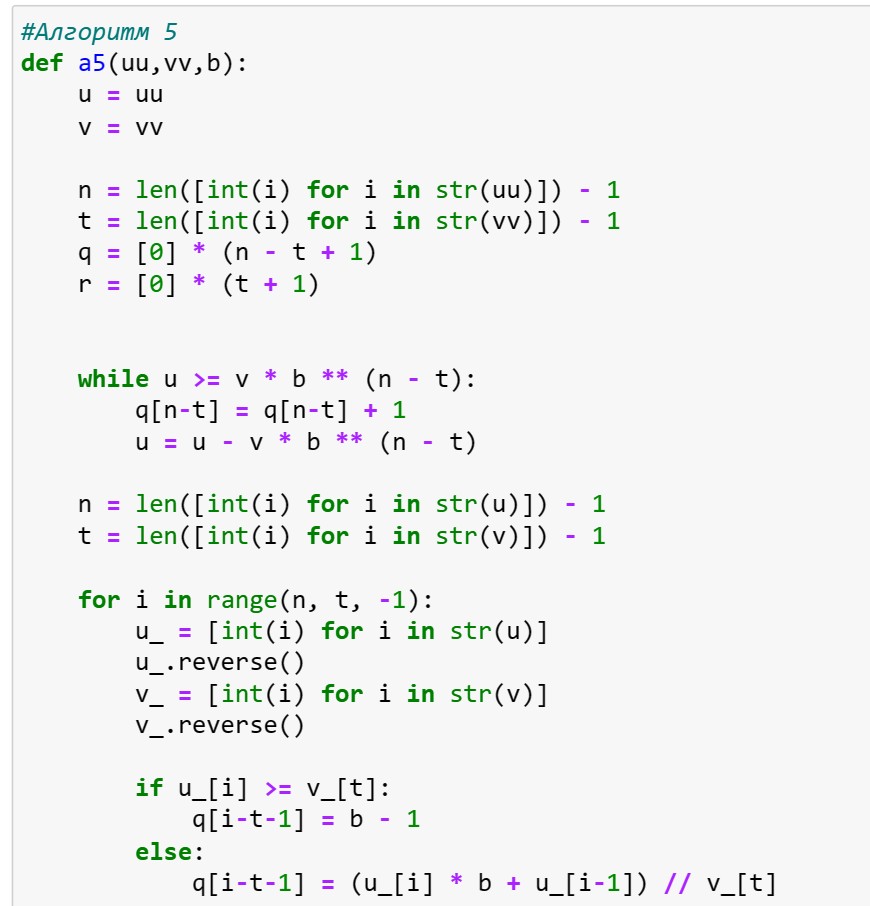 #Алгоритм 5
def a5(uu,vv,b):
    u = uu
    v = vv

    n = len([int(i) for i in str(uu)]) - 1
    t = len([int(i) for i in str(vv)]) - 1
    q = [0] * (n - t + 1)
    r = [0] * (t + 1)


    while u >= v * b ** (n - t):
        q[n-t] = q[n-t] + 1
        u = u - v * b ** (n - t)

    n = len([int(i) for i in str(u)]) - 1
    t = len([int(i) for i in str(v)]) - 1

    for i in range(n, t, -1):
        u_ = [int(i) for i in str(u)]
        u_.reverse()
        v_ = [int(i) for i in str(v)]
        v_.reverse()

        if u_[i] >= v_[t]:
            q[i-t-1] = b - 1
        else:
            q[i-t-1] = (u_[i] * b + u_[i-1]) // v_[t]